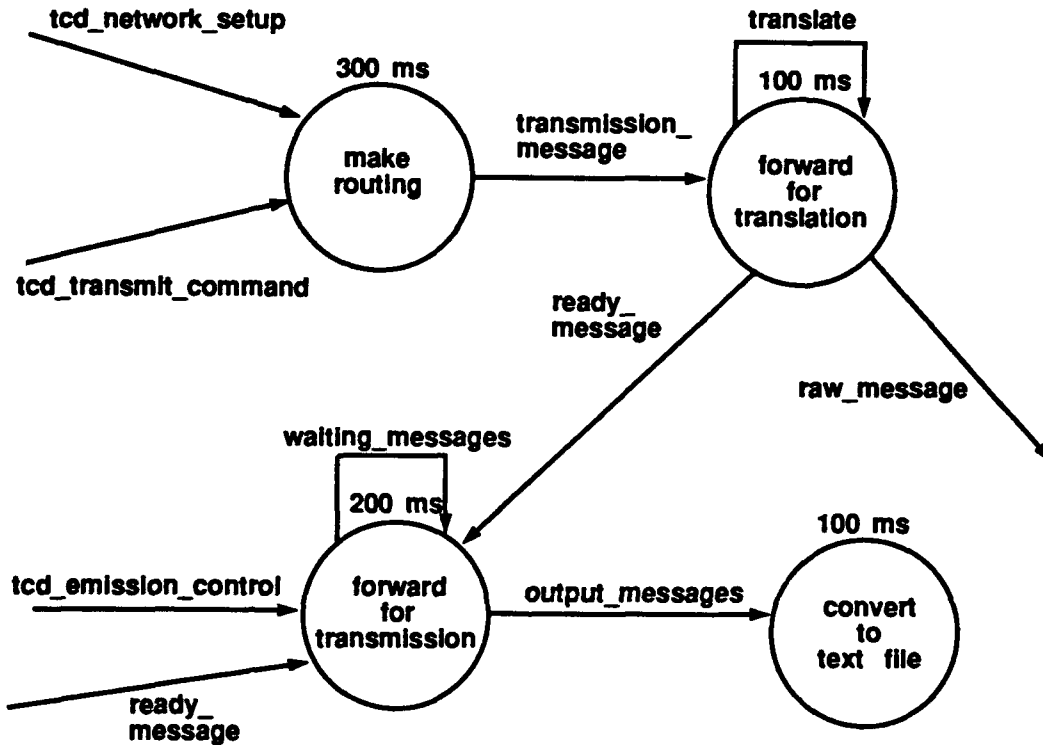 tcd_network_setup
translate
300 ms
100 ms
make
routing
transmission_
message
forward
for
translation
tcd_transmit_command
ready_
message
raw_message
waiting_messages
200 ms
100 ms
tcd_emission_control
forward
for
transmission
output_messages
convert
to
text file
ready_
message